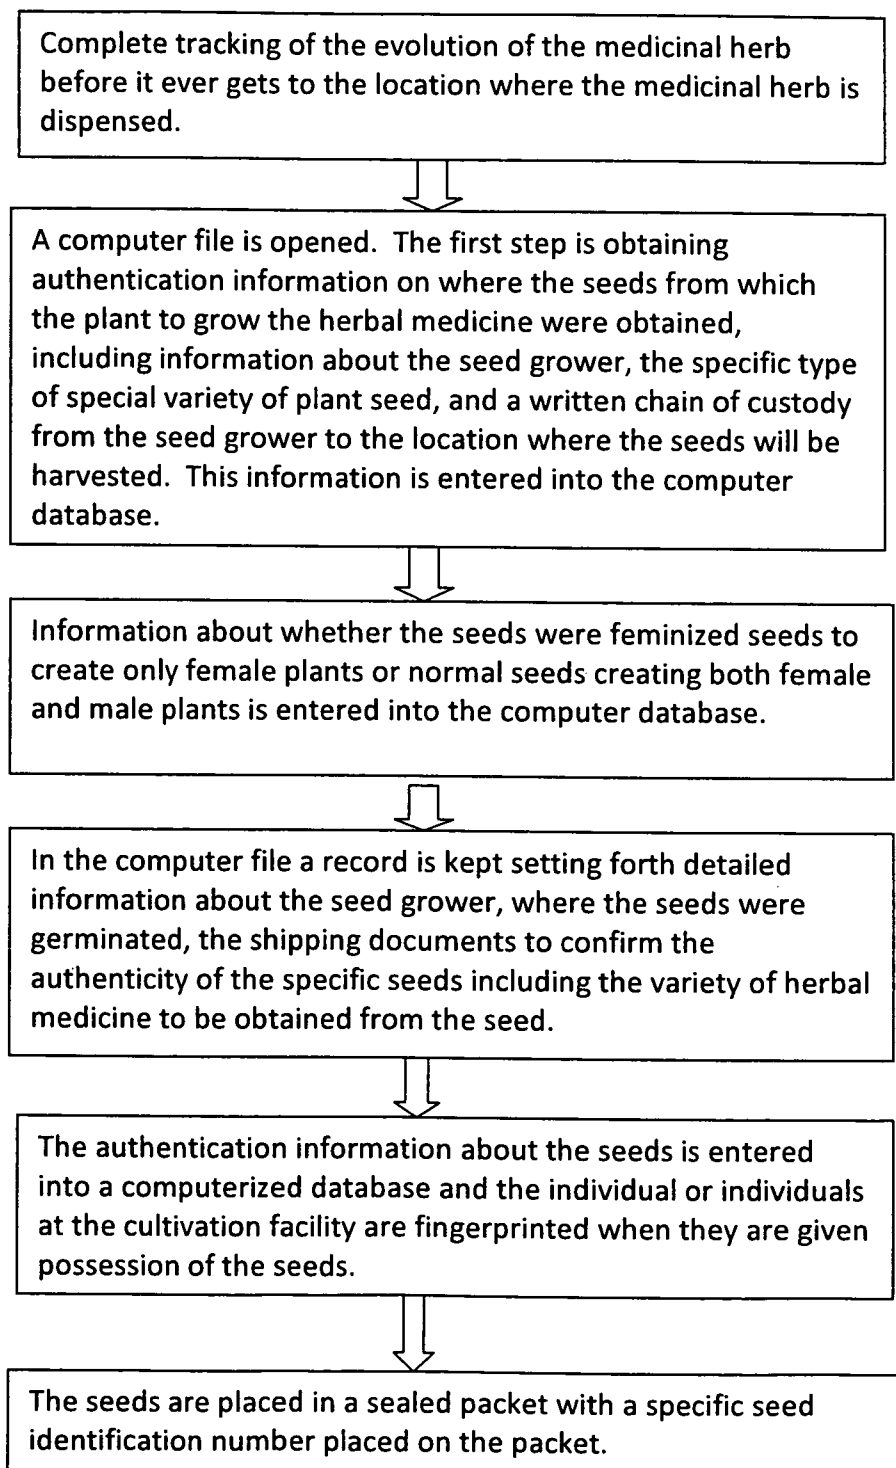 Complete tracking of the evolution of the medicinal herb
before it ever gets to the location where the medicinal herb is
dispensed.
A computer file is opened. The first step is obtaining
authentication information on where the seeds from which
the plant to grow the herbal medicine were obtained,
including information about the seed grower, the specific type
of special variety of plant seed, and a written chain of custody
from the seed grower to the location where the seeds will be
harvested. This information is entered into the computer
database.
Information about whether the seeds were feminized seeds to
create only female plants or normal seeds creating both female
and male plants is entered into the computer database.
In the computer file a record is kept setting forth detailed
information about the seed grower, where the seeds were
germinated, the shipping documents to confirm the
authenticity of the specific seeds including the variety of herbal
medicine to be obtained from the seed.
The authentication information about the seeds is entered
into a computerized database and the individual or individuals
at the cultivation facility are fingerprinted when they are given
possession of the seeds.
The seeds are placed in a sealed packet with a specific seed
identification number placed on the packet.